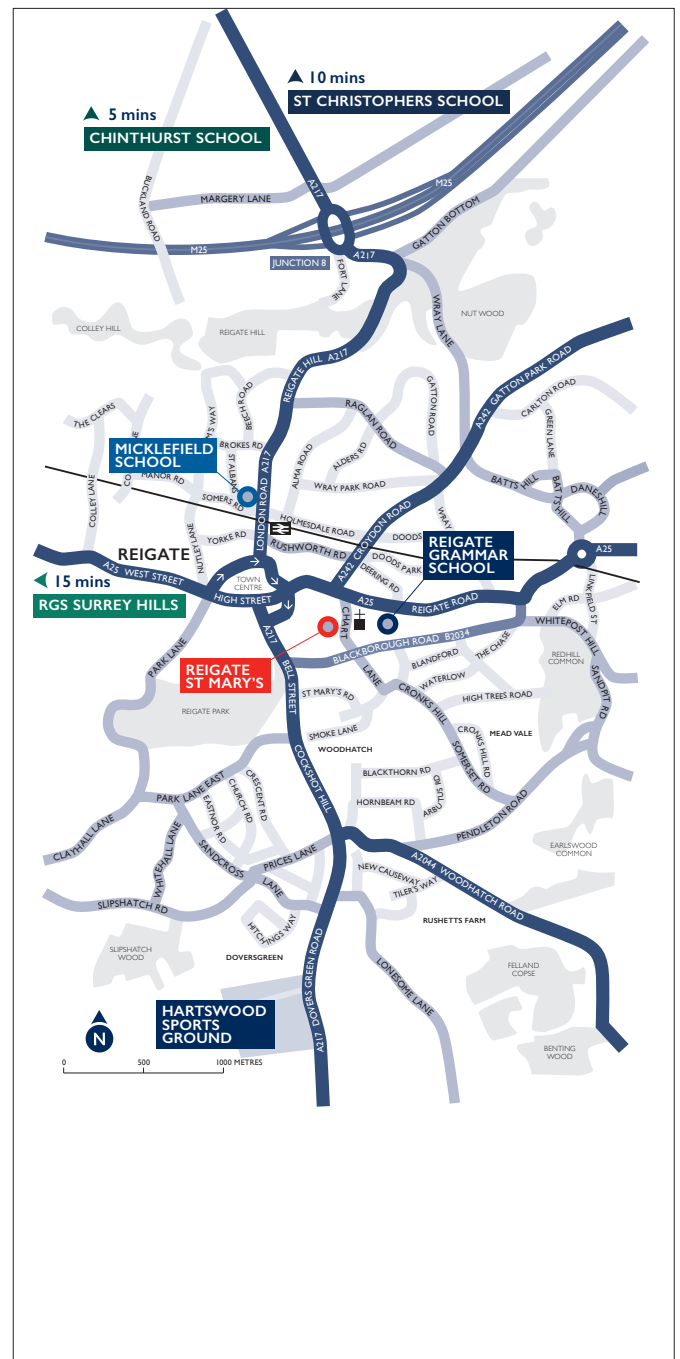 10 mins
ST CHRISTOPHERS SCHOOL
5 mins
CHINTHURST SCHOOL
A217
M25
BUCKLAND ROAD
MARGERY LANE
GATTON BOTTOM
M25
A217
JUNCTION 8
FORT LANE
WRAY LANE
NUT WOOD
COLLEY HILL
REIGATE HILL
REIGATE HILL A217
A242 GATTON PARK ROAD
BEECH ROAD
GATTON ROAD
CARLTON ROAD
THE CLEARS
M'S WAY
RAGLAN ROAD
GREEN LANE
MICKLEFIELD
SCHOOL
BROKES RD
ST ALBANS
LONDON ROAD A217
ALMA ROAD
ALDERS RD
CO
MANOR RD
WRAY PARK ROAD
BATTS HILL
BATTS HILL
DANESHILL
COLLEY LANE
SOMERS RD
HOLMESDALE ROAD
A242 CROYDON ROAD
WRAY
NUTLEY LANE
YORKE RD
RUSHWORTH RD
DOODS
DOODS PARK
REIGATE
GRAMMAR
SCHOOL
REIGATE
A25
A25 WEST STREET
15 mins
RGS SURREY HILLS
TOWN
CENTRE
HIGH STREET
DEERING RD
A25
REIGATE ROAD
ELM RD
LINKFIELD ST
A217
CHART
LANE
BLACKBOROUGH ROAD B2034
WHITEPOST HILL
PARK LANE
REIGATE
ST MARY'S
BELL STREET
BLANDFORD
THE CHASE
REDHILL
COMMON
WATERLOW
SANDPIT RD
ST MARY'S RD
CRONKS HILL
HIGH TREES ROAD
REIGATE PARK
SMOKE LANE
WOODHATCH
CRONKS HILL RD
MEAD VALE
COCKSHOT HILL
SOMERSET RD
BLACKTHORN RD
PARK LANE EAST
CRESCENT RD
CHURCH RD
EASTNOR RD
HORNBEAM RD
ARBUTUS RD
PENDLETON ROAD
CLAYHALL LANE
WHITEHALL LANE
SANDCROSS
LANE
PRICES LANE
EARLSWOOD
COMMON
A2044 WOODHATCH ROAD
NEW CAUSEWAY
TILER'S WAY
SLIPSHATCH RD
HITCHINGS WAY
RUSHETTS FARM
SLIPSHATCH
WOOD
DOVERSGREEN
LONESOME LANE
FELLAND
COPSE
A217 DOVERS GREEN ROAD
HARTSWOOD
SPORTS
GROUND
N
BENTING
WOOD
0 500 1000 METRES